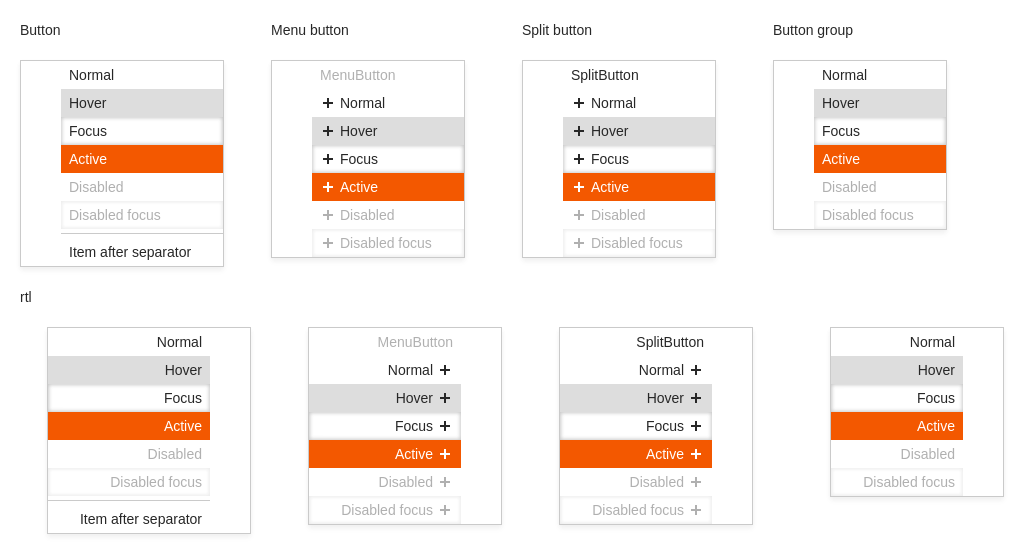 Button
Normal
Hover
Focus
Active
Disabled
Disabled focus
Item after separator
Menu button
MenuButton
Normal
Hover
Focus
Active
Disabled
Disabled focus
Split button
SplitButton
Normal
Hover
Focus
Active
Disabled
Disabled focus
Button group
Normal
Hover
Focus
Active
Disabled
Disabled focus
rtl
Normal
Hover
Focus
Active
Disabled
Disabled focus
Item after separator
MenuButton
Normal
Hover
Focus
Active
Disabled
Disabled focus
SplitButton
Normal
Hover
Focus
Active
Disabled
Disabled focus
Normal
Hover
Focus
Active
Disabled
Disabled focus